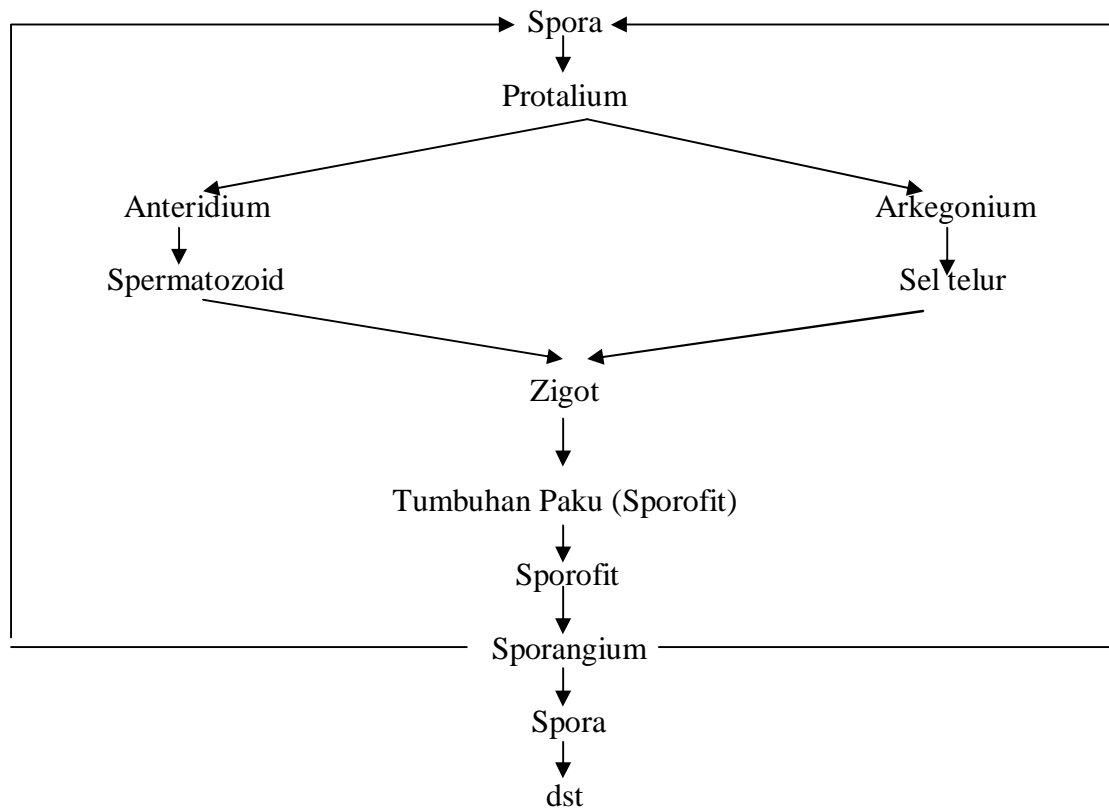 Spora
Protalium
Anteridium
Arkegonium
Spermatozoid
Sel telur
Zigot
Tumbuhan Paku (Sporofit)
Sporofit
Sporangium
Spora
dst